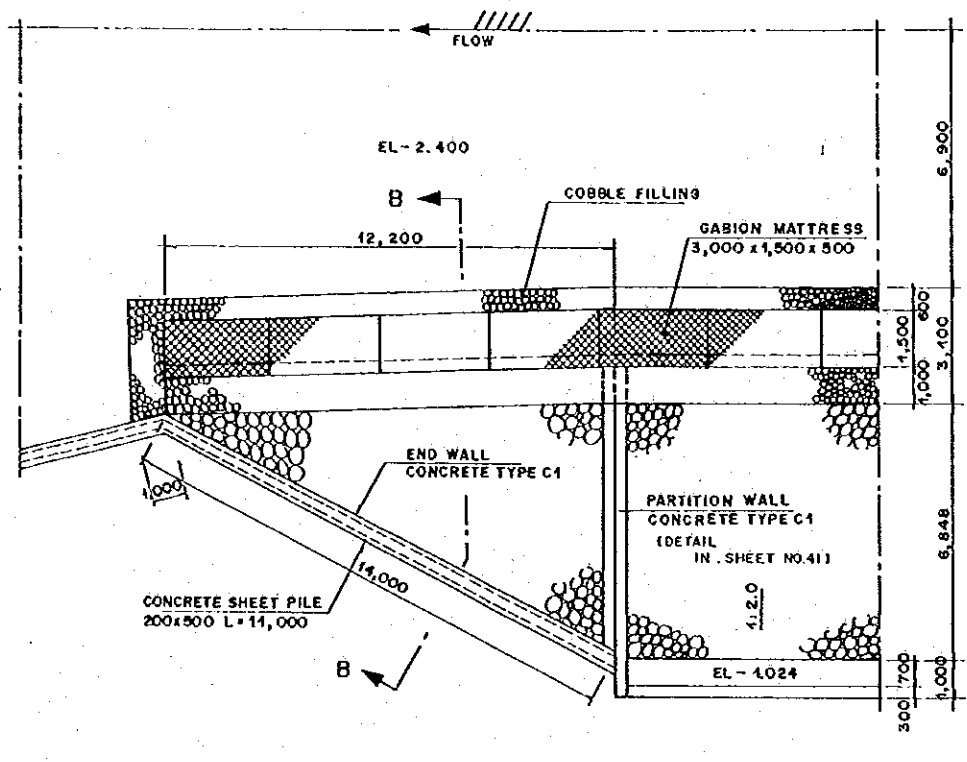 FLOW
EL-2.400
B
COBBLE FILLING
12,200
GABION MATTRESS
3,000 x 1,500 x 500
6,900
600
1,500
3,100
1,000
END WALL
CONCRETE TYPE C1
1,000
14,000
PARTITION WALL
CONCRETE TYPE C1
(DETAIL
IN . SHEET NO.41)
6,848
1:2.0
CONCRETE SHEET PILE
200x500 L=11,000
B
EL-1.024
700
1,000
300